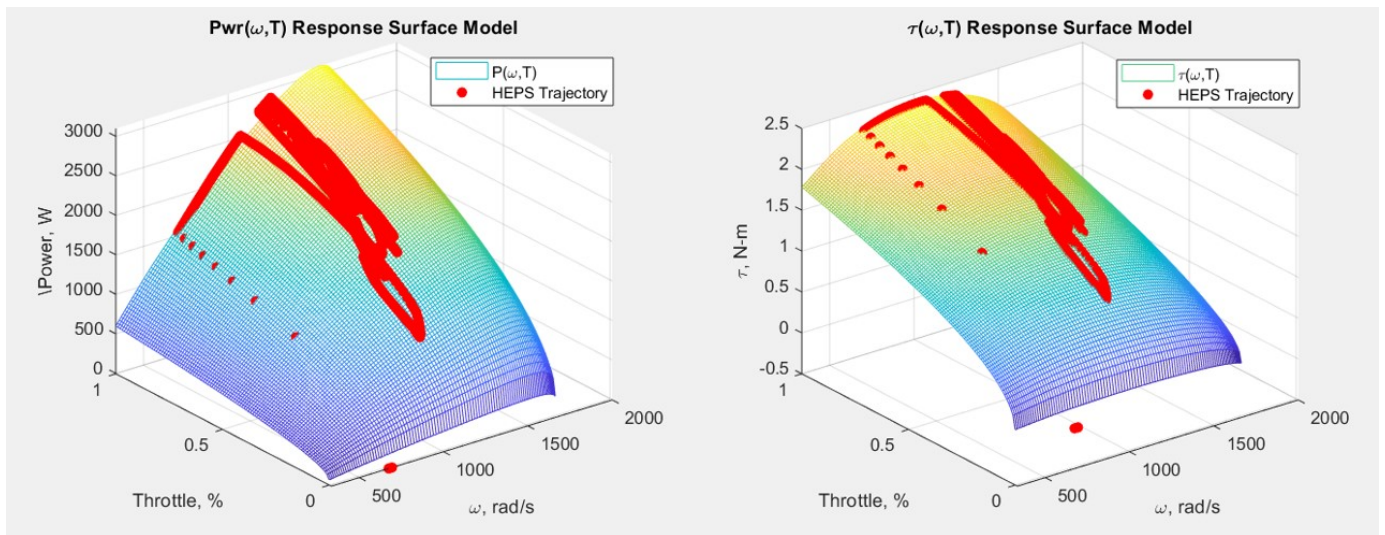 Pwr(ω,T) Response Surface Model
P(ω,T)
HEPS Trajectory
3000
2500
2000
1500
1000
500
0
\Power, W
1
0.5
0
Throttle, %
500
1000
1500
2000
ω, rad/s
τ(ω,T) Response Surface Model
τ(ω,T)
HEPS Trajectory
2.5
2
1.5
1
0.5
0
-0.5
τ, N-m
1
0.5
0
Throttle, %
500
1000
1500
2000
ω, rad/s